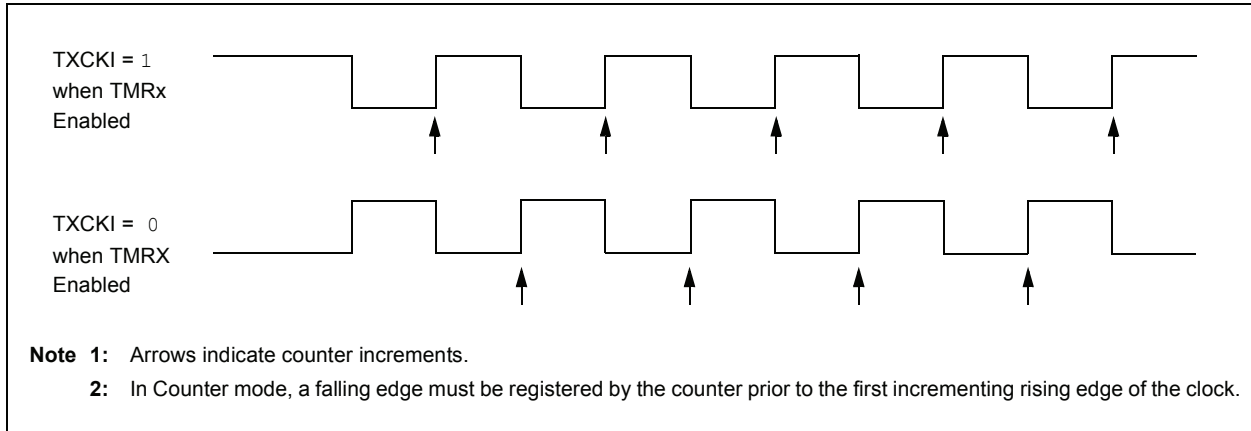 TXCKI = 1
when TMRx
Enabled
TXCKI = 0
when TMRX
Enabled
Note 1: Arrows indicate counter increments.
2: In Counter mode, a falling edge must be registered by the counter prior to the first incrementing rising edge of the clock.